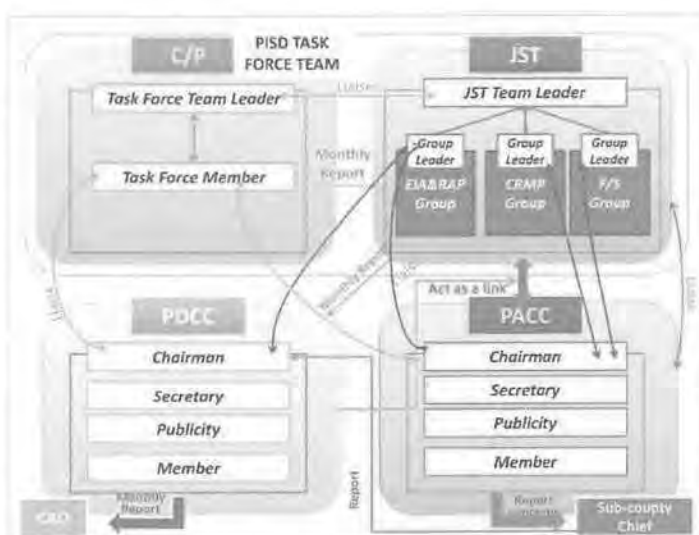 C/P
PISD TASK
FORCE TEAM
JST
Task Force Team Leader
Liaise
JST Team Leader
Group
Leader
Group
Leader
Group
Leader
Monthly
Report
Task Force Member
EIA&RAP
Group
CRMP
Group
F/S
Group
Monthly Report
Liaise
Liaise
Liaise
Act as a link
PDCC
PACC
Chairman
Chairman
Secretary
Secretary
Publicity
Publicity
Member
Member
Monthly
Report
Report
Report
Sub-county
Chief